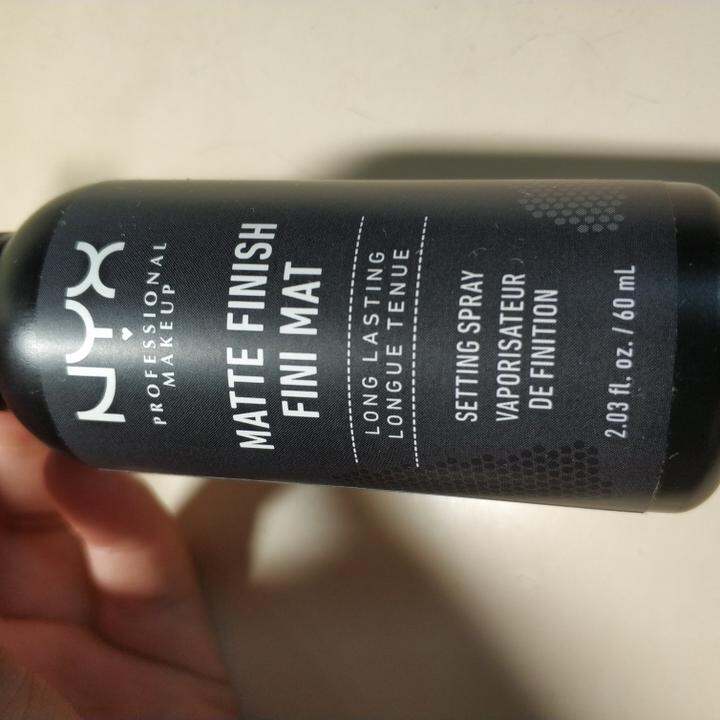 NYX
PROFESSIONAL
MAKEUP
MATTE FINISH
FINI MAT
LONG LASTING
LONGUE TENUE
SETTING SPRAY
VAPORISATEUR
DE FINITION
2.03 fl. oz. / 60 mL